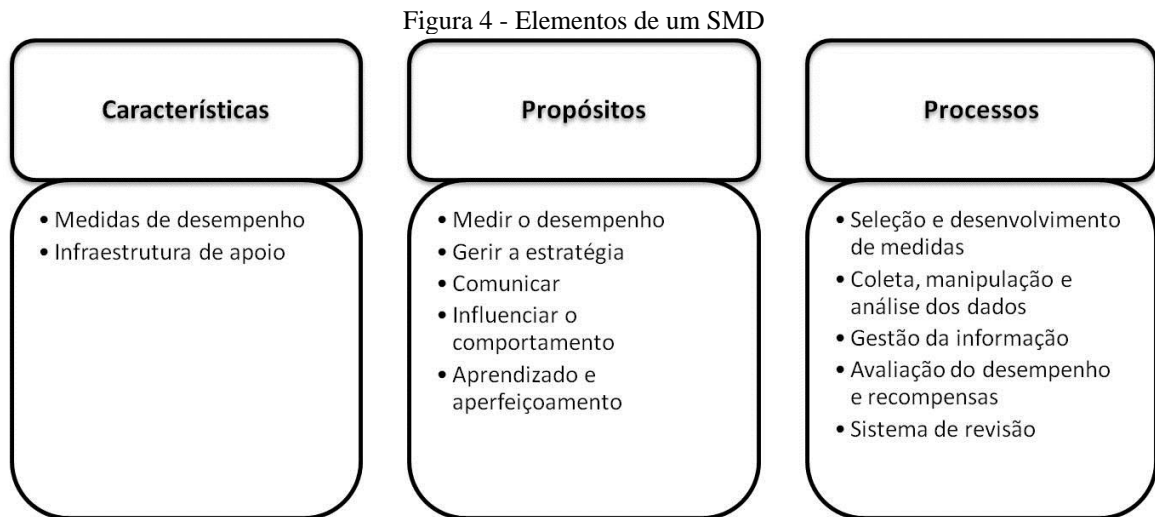 Figura 4 - Elementos de um SMD
Característícas
• Medidas de desempenho
• Infraestrutura de apoio
Propósitos
• Medir o desempenho
• Gerir a estratégia
• Comunicar
• Influenciar o
comportamento
• Aprendizado e
aperfeiçoamento
Processos
• Seleção e desenvolvimento
de medidas
• Coleta, manipulação e
análise dos dados
• Gestão da informação
• Avaliação do desempenho
e recompensas
• Sistema de revisão